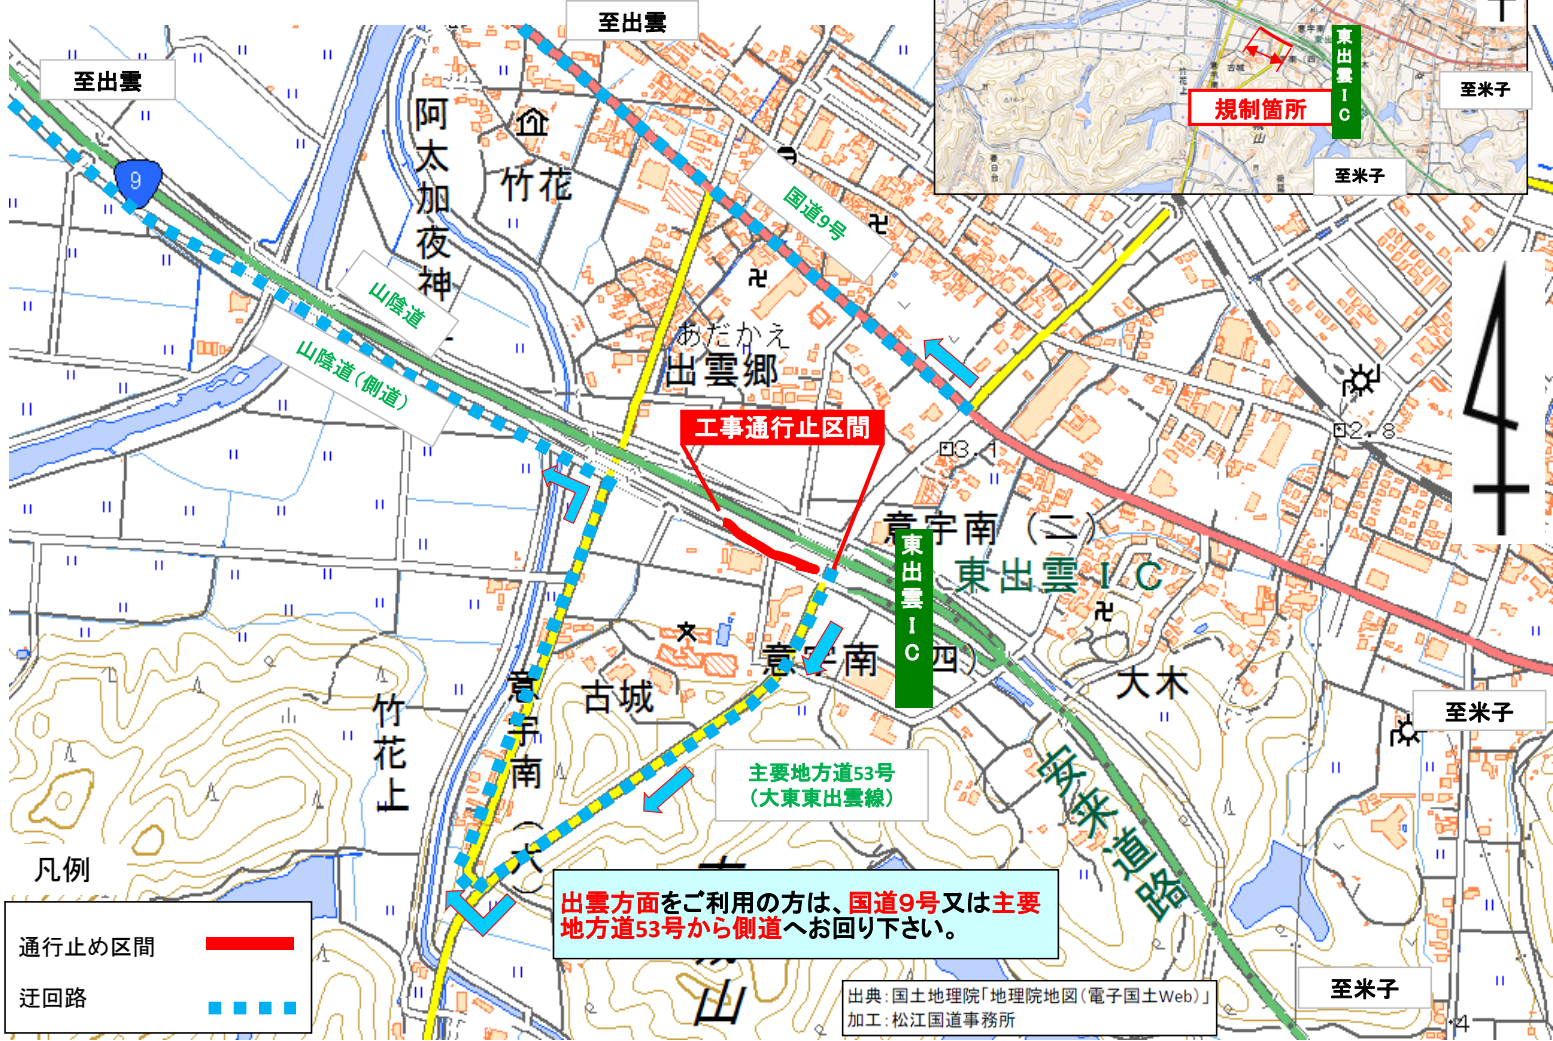 至出雲
至出雲
9
阿太加夜神
竹花
国道9号
山陰道
山陰道(側道)
あだかえ
出雲郷
工事通行止区間
3.1
2.8
意宇南(二)
東出雲IC
東出雲IC
意宇南(四)
古城
大木
意宇南(六)
竹花上
安来道路
主要地方道53号
(大東東出雲線)
至米子
至米子
規制箇所
東出雲IC
至米子
至米子
古城
凡例
通行止め区間
迂回路
出雲方面をご利用の方は、国道9号又は主要
地方道53号から側道へお回り下さい。
山
出典:国土地理院「地理院地図(電子国土Web)」
加工:松江国道事務所